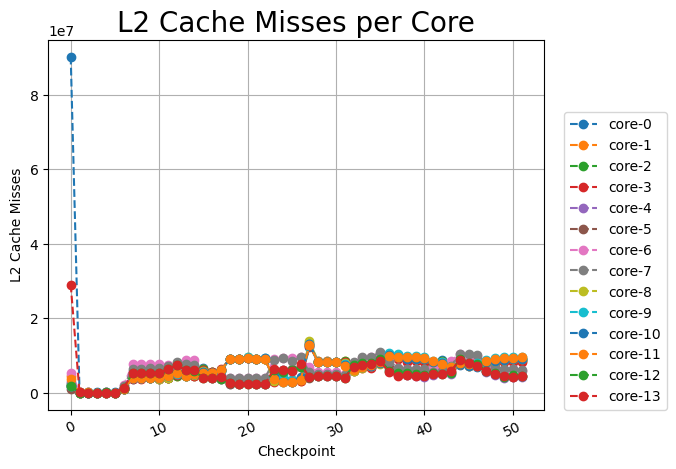 L2 Cache Misses per Core
1e7
8
6
4
2
0
L2 Cache Misses
0
10
20
30
40
50
Checkpoint
core-0
core-1
core-2
core-3
core-4
core-5
core-6
core-7
core-8
core-9
core-10
core-11
core-12
core-13